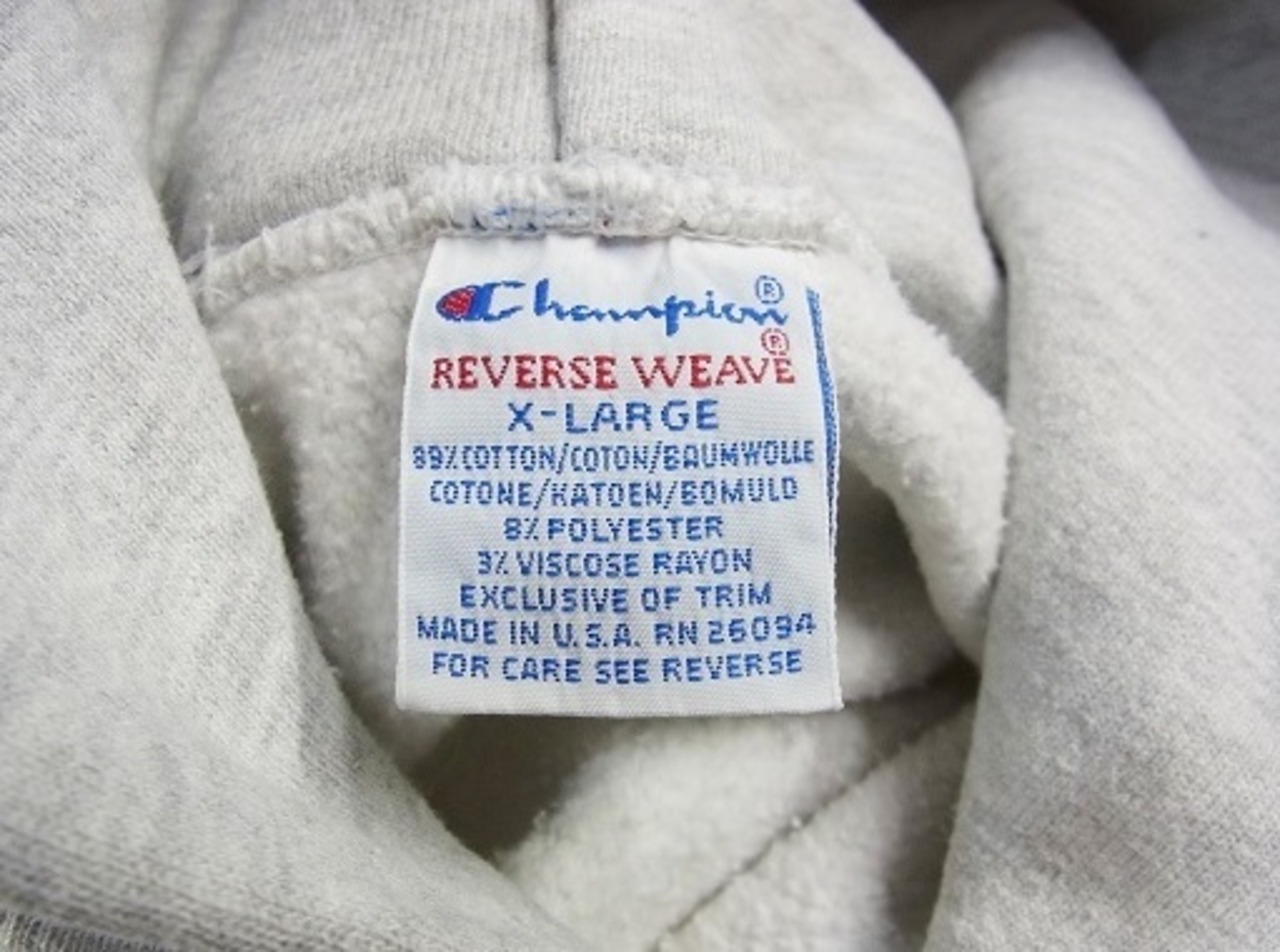 Champion®
REVERSE WEAVE®
X-LARGE
89% COTTON/COTON/BAUMWOLLE
COTONE/KATOEN/BOMULD
8% POLYESTER
3% VISCOSE RAYON
EXCLUSIVE OF TRIM
MADE IN U.S.A. RN 26094
FOR CARE SEE REVERSE